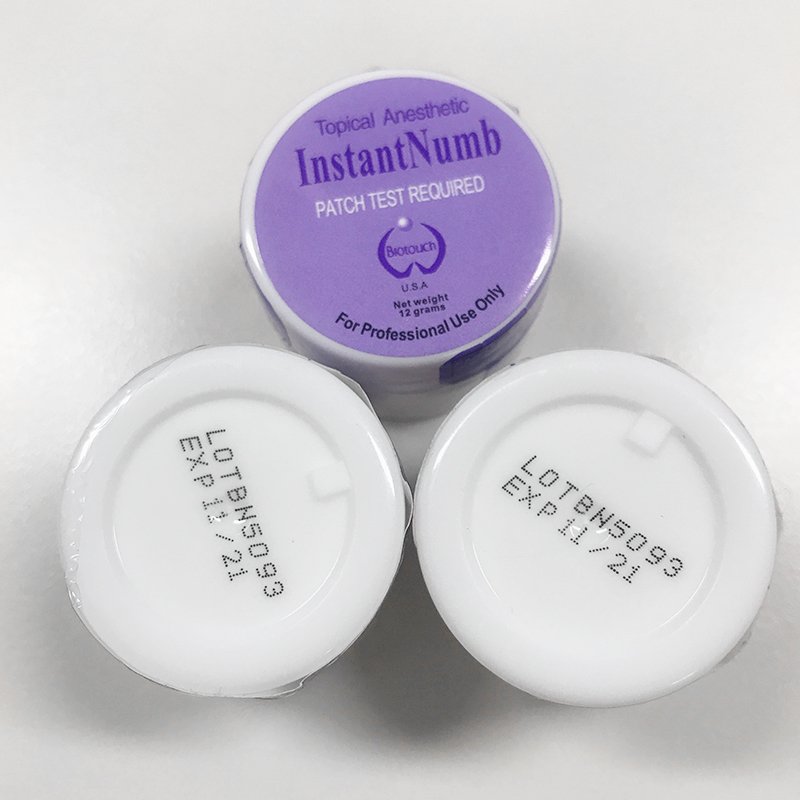 Topical Anesthetic
InstantNumb
PATCH TEST REQUIRED
Biotouch
U.S.A
Net weight
12 grams
For Professional Use Only
LOTBN5093
EXP 11/21
LOTBN5093
EXP 11/21